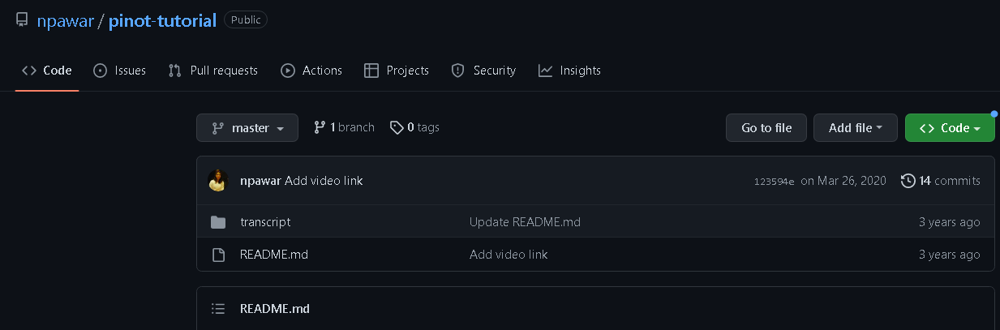 npawar / pinot-tutorial Public
Code Issues Pull requests Actions Projects Security Insights
master 1 branch 0 tags Go to file Add file Code
npawar Add video link 123594e on Mar 26, 2020 14 commits
transcript Update README.md 3 years ago
README.md Add video link 3 years ago
README.md